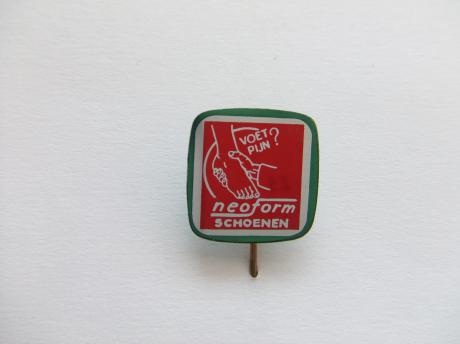 VOET
PIJN?
neoform
SCHOENEN